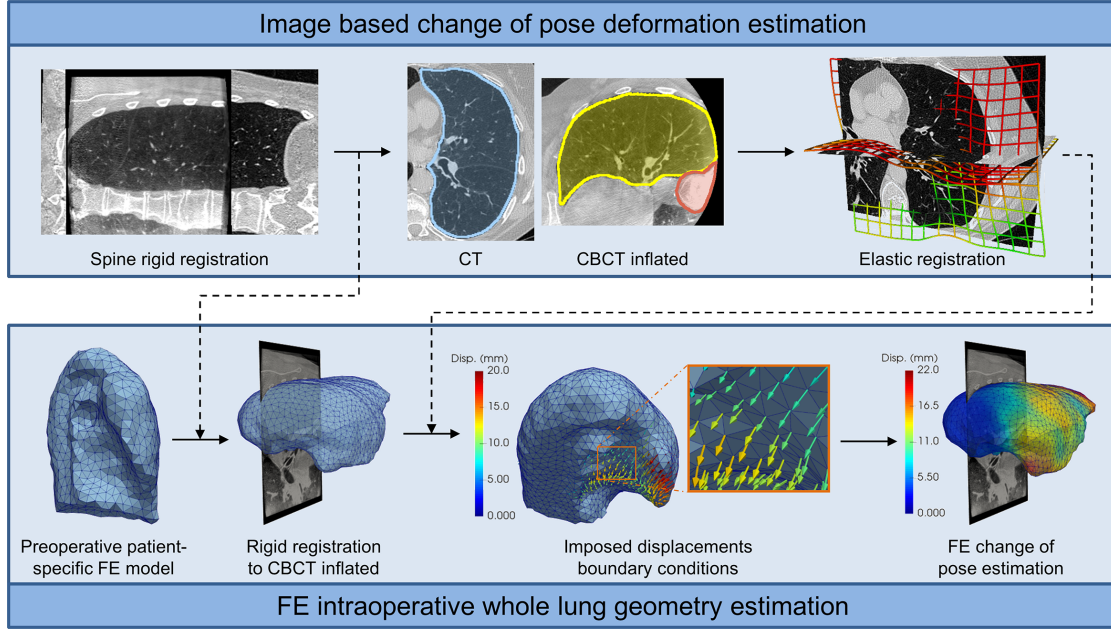 Image based change of pose deformation estimation
Spine rigid registration
CT
CBCT inflated
Elastic registration
Disp. (mm)
20.0
15.0
10.0
5.00
0.000
Disp. (mm)
22.0
16.5
11.0
5.50
0.000
Preoperative patient-
specific FE model
Rigid registration
to CBCT inflated
Imposed displacements
boundary conditions
FE change of
pose estimation
FE intraoperative whole lung geometry estimation